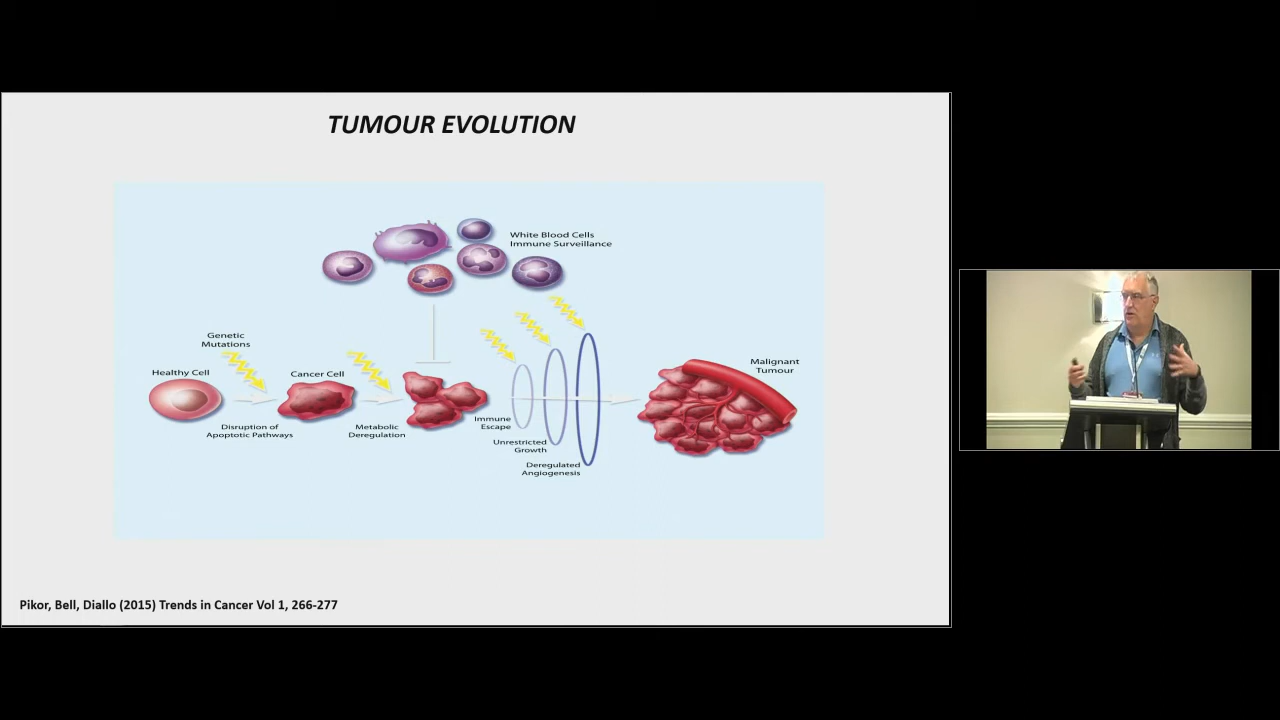 TUMOUR EVOLUTION
White Blood Cells
Immune Surveillance
Genetic
Mutations
Healthy Cell
Cancer Cell
Disruption of
Apoptotic Pathways
Metabolic
Deregulation
Immune
Escape
Unrestricted
Growth
Deregulated
Angiogenesis
Malignant
Tumour
Pikor, Bell, Diallo (2015) Trends in Cancer Vol 1, 266-277